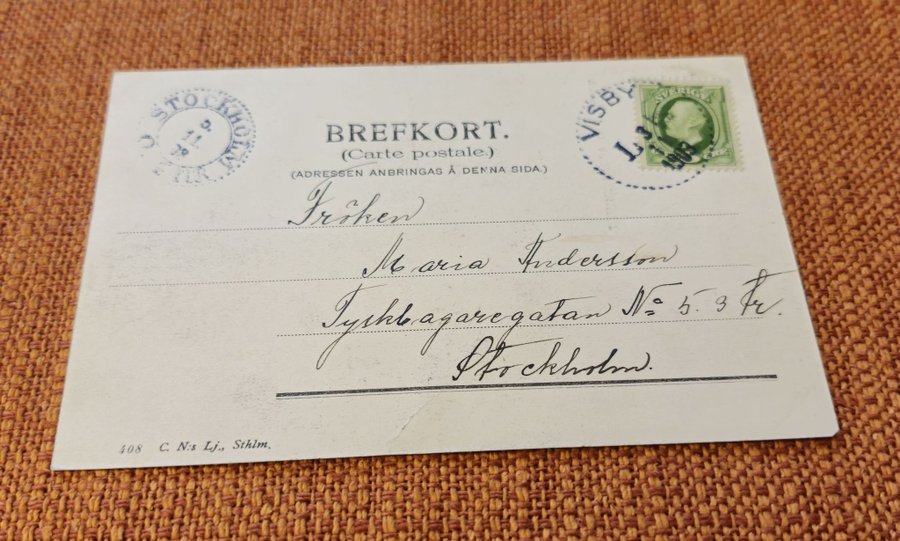 STOCKHOLM
VISBY
SVERIGE
BREFKORT.
(Carte postale.)
(ADRESSEN ANBRINGAS Å DENNA SIDA.)
Fröken
Maria Andersson
Tyskbagaregatan No 5. 3 Tr.
Stockholm.
408 C. N:s Lj., Sthlm.